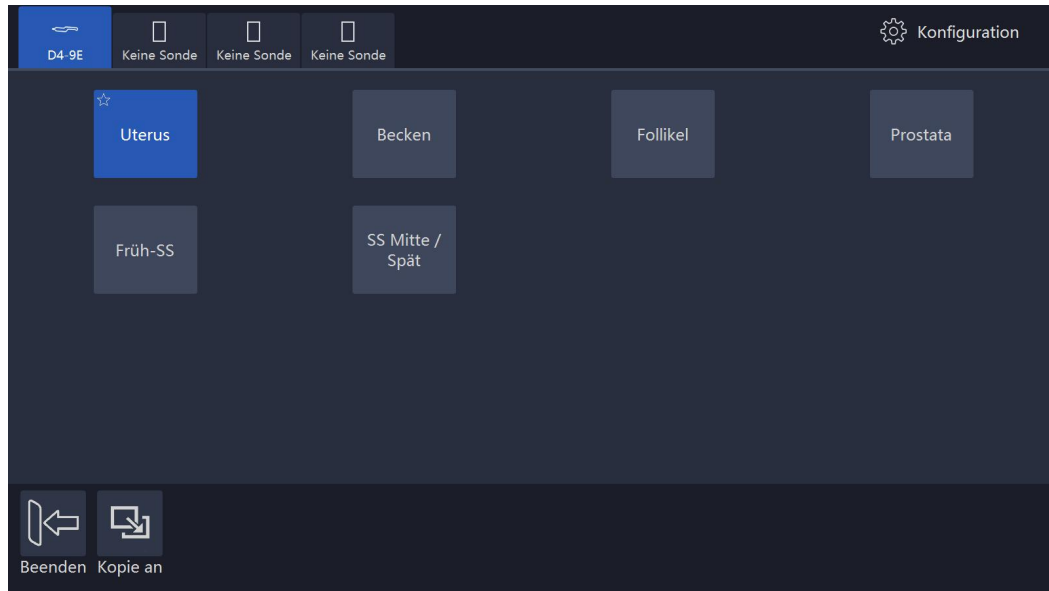 Konfiguration
D4-9E Keine Sonde Keine Sonde Keine Sonde
Uterus Becken Follikel Prostata
Früh-SS SS Mitte /
Spät
Beenden Kopie an